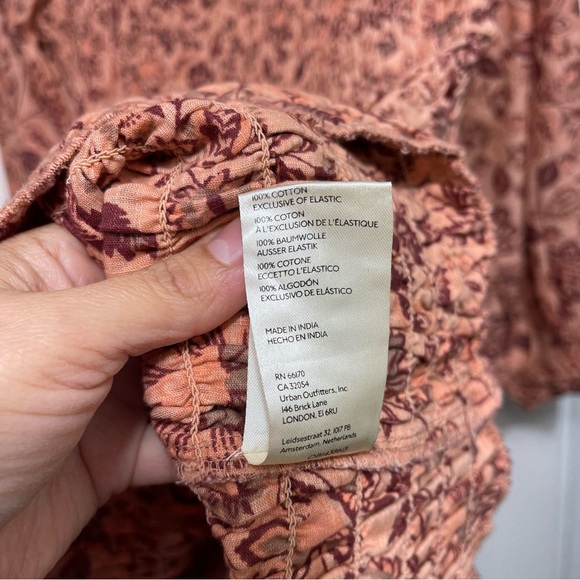 100% COTTON
EXCLUSIVE OF ELASTIC
100% COTON
A L'EXCLUSION DE L'ÉLASTIQUE
100% BAUMWOLLE
AUSSER ELASTIK
100% COTONE
ECCETTO L'ELASTICO
100% ALGODÓN
EXCLUSIVO DE ELÁSTICO
MADE IN INDIA
HECHO EN INDIA
RN 66170
CA 32054
Urban Outfitters, Inc.
146 Brick Lane
LONDON, E1 6RU
Leidsestraat 32, 1017 PB
Amsterdam, Netherlands